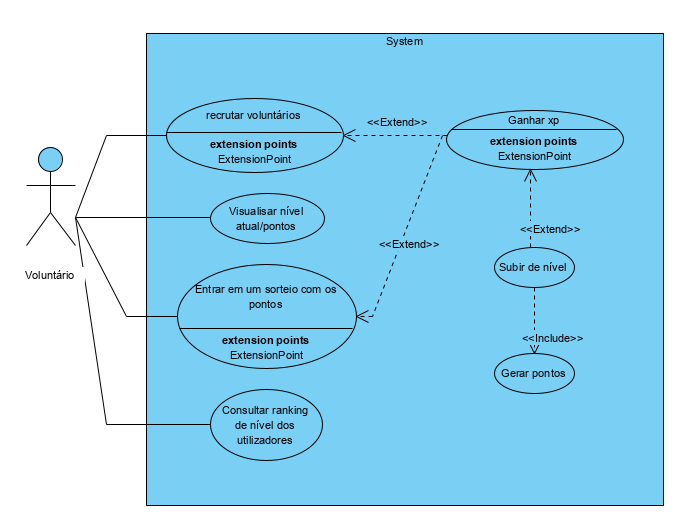 System
recrutar voluntários
extension points
ExtensionPoint
<<Extend>>
Ganhar xp
extension points
ExtensionPoint
Visualisar nível
atual/pontos
<<Extend>>
<<Extend>>
Voluntário
Subir de nível
Entrar em um sorteio com os
pontos
extension points
ExtensionPoint
<<Include>>
Gerar pontos
Consultar ranking
de nível dos
utilizadores